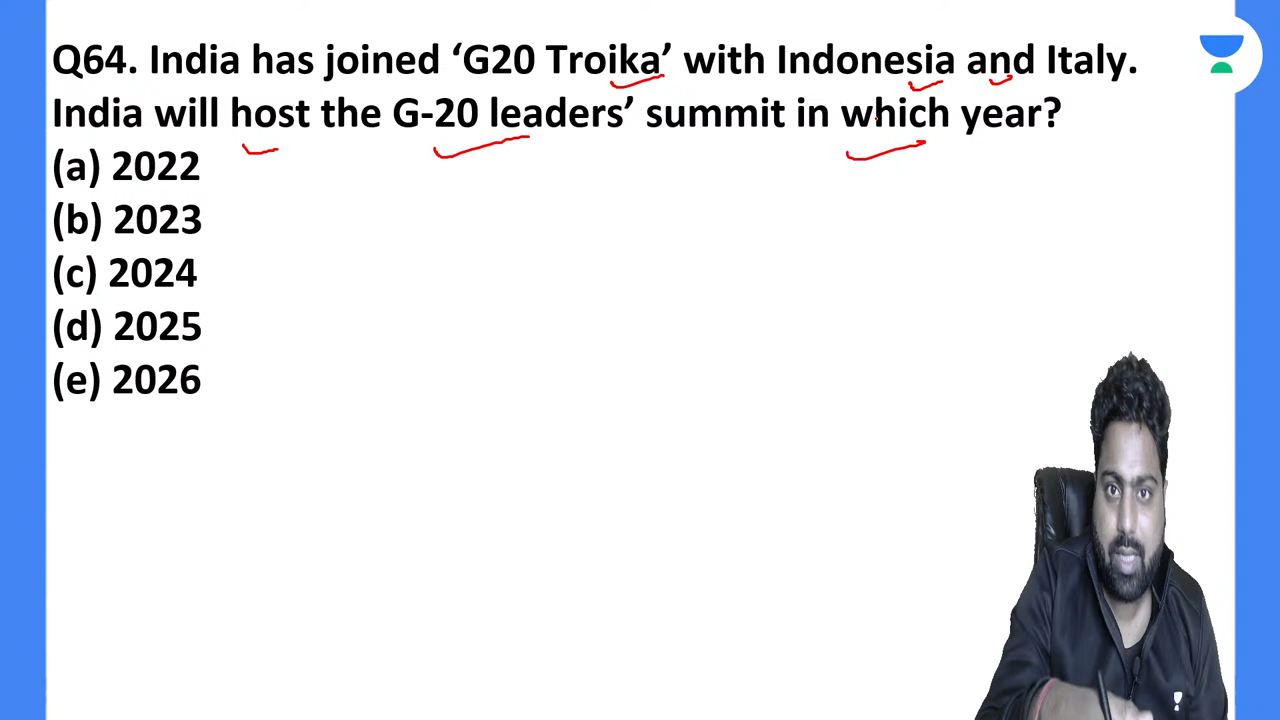 Q64. India has joined ‘G20 Troika’ with Indonesia and Italy.
India will host the G-20 leaders’ summit in which year?
(a) 2022
(b) 2023
(c) 2024
(d) 2025
(e) 2026